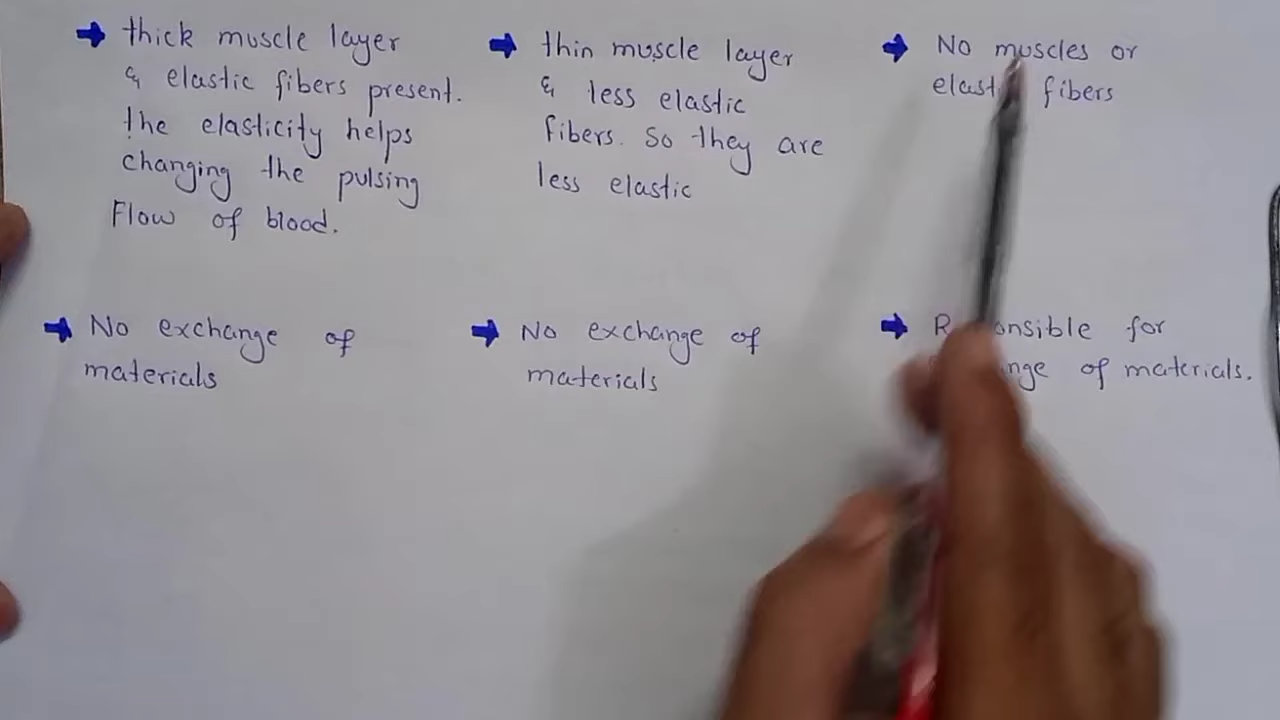 thick muscle layer
& elastic fibers present.
the elasticity helps
changing the pulsing
Flow of blood.
thin muscle layer
& less elastic
fibers. So they are
less elastic
No muscles or
fibers
No exchange of
materials
No exchange of
materials
for
of materials.